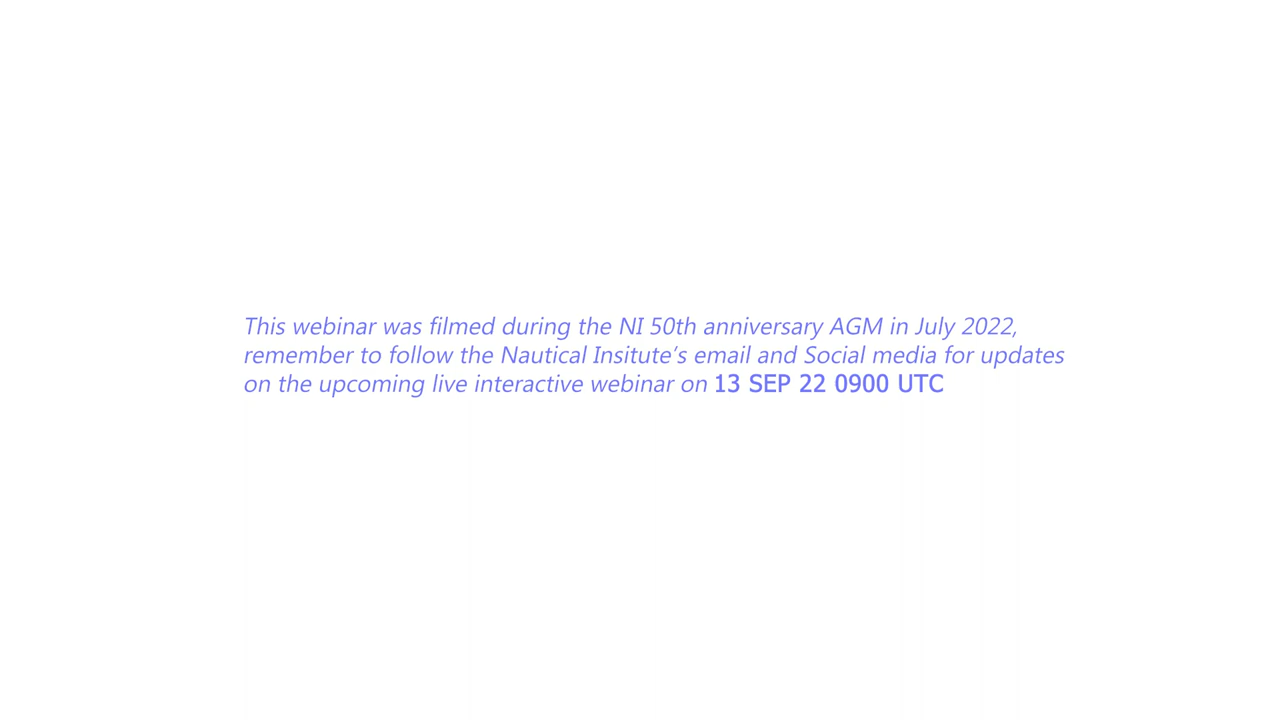 This webinar was filmed during the NI 50th anniversary AGM in July 2022,
remember to follow the Nautical Insitute's email and Social media for updates
on the upcoming live interactive webinar on 13 SEP 22 0900 UTC